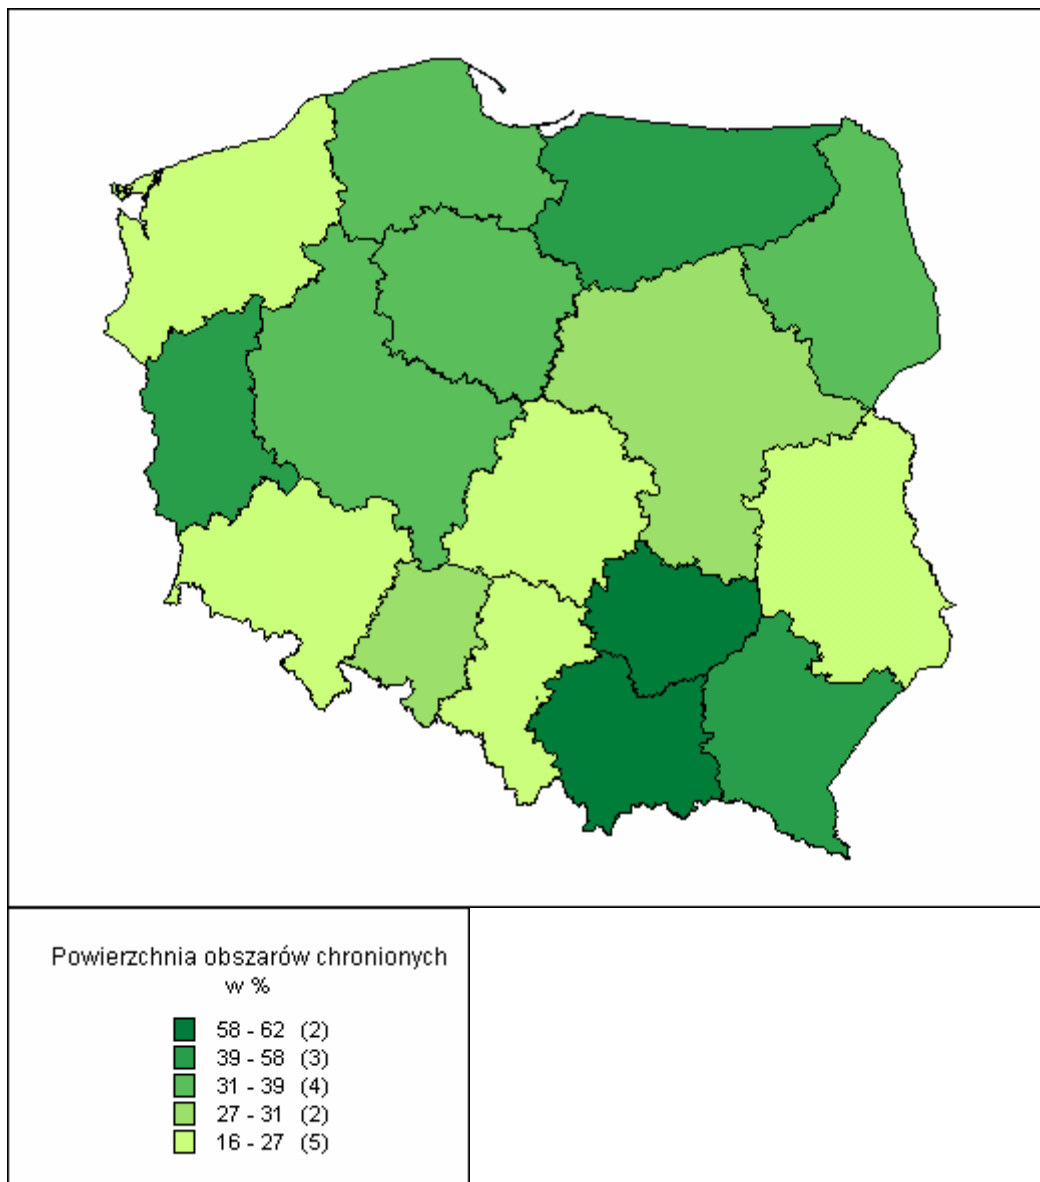 Powierzchnia obszarów chronionych
w %
58 - 62 (2)
39 - 58 (3)
31 - 39 (4)
27 - 31 (2)
16 - 27 (5)